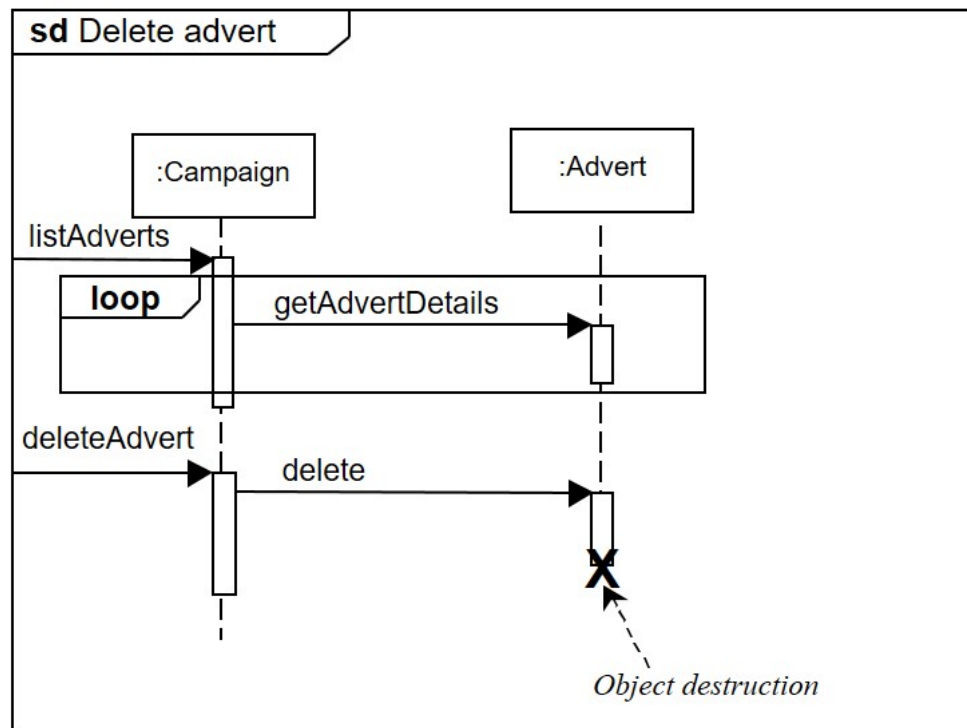 sd Delete advert
:Campaign
:Advert
listAdverts
loop
getAdvertDetails
deleteAdvert
delete
X
Object destruction